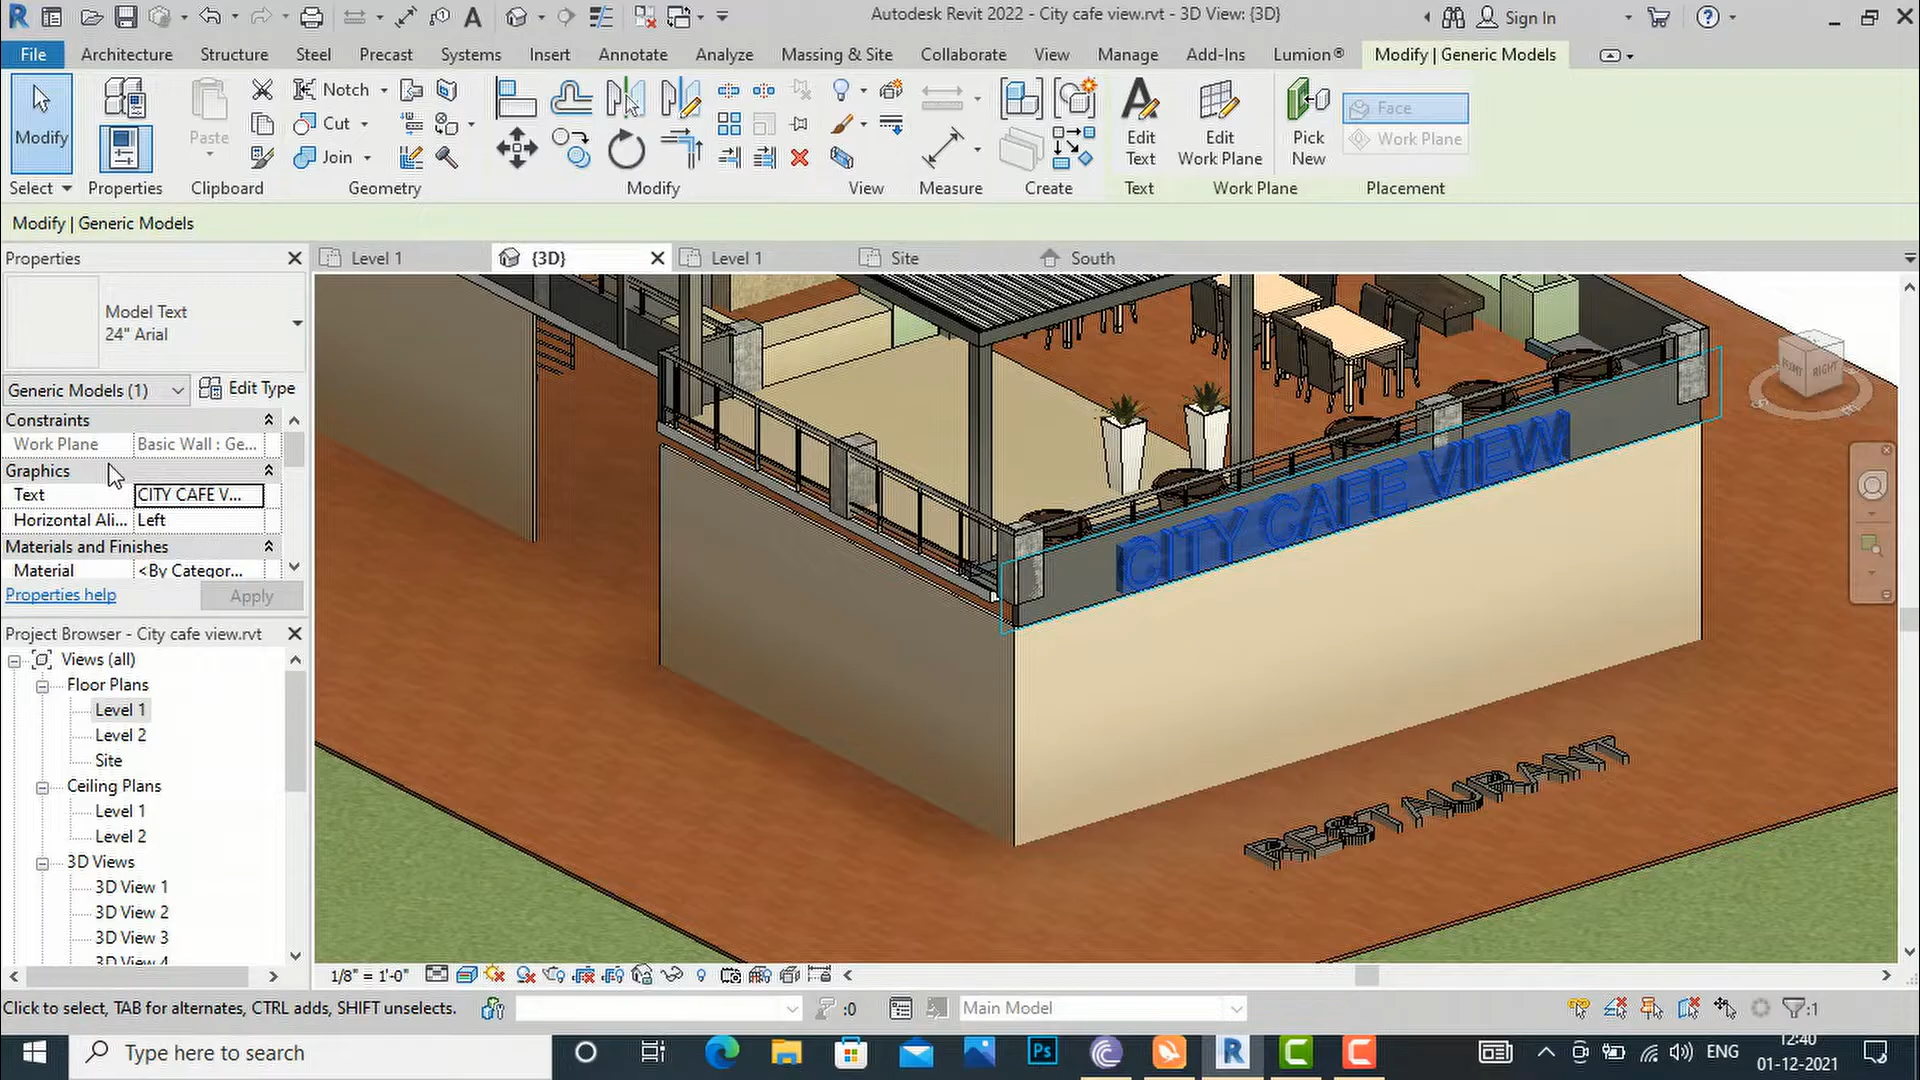 Autodesk Revit 2022 - City cafe view.rvt - 3D View: {3D}
Sign In
File Architecture Structure Steel Precast Systems Insert Annotate Analyze Massing & Site Collaborate View Manage Add-Ins Lumion® Modify | Generic Models
Modify
Paste
Notch
Cut
Join
Edit Text
Edit Work Plane
Pick New
Face
Work Plane
Select Properties Clipboard Geometry Modify View Measure Create Text Work Plane Placement
Modify | Generic Models
Properties
Level 1 {3D} Level 1 Site South
Model Text
24" Arial
Generic Models (1) Edit Type
Constraints
Work Plane Basic Wall : Ge...
Graphics
Text CITY CAFE V...
Horizontal Ali... Left
Materials and Finishes
Material <By Categor...
Properties help Apply
Project Browser - City cafe view.rvt
Views (all)
Floor Plans
Level 1
Level 2
Site
Ceiling Plans
Level 1
Level 2
3D Views
3D View 1
3D View 2
3D View 3
3D View 4
CITY CAFE VIEW
RESTAURANT
RIGHT
1/8" = 1'-0"
Click to select, TAB for alternates, CTRL adds, SHIFT unselects.
:0
Main Model
:1
Type here to search
Ps
ENG
12:40
01-12-2021